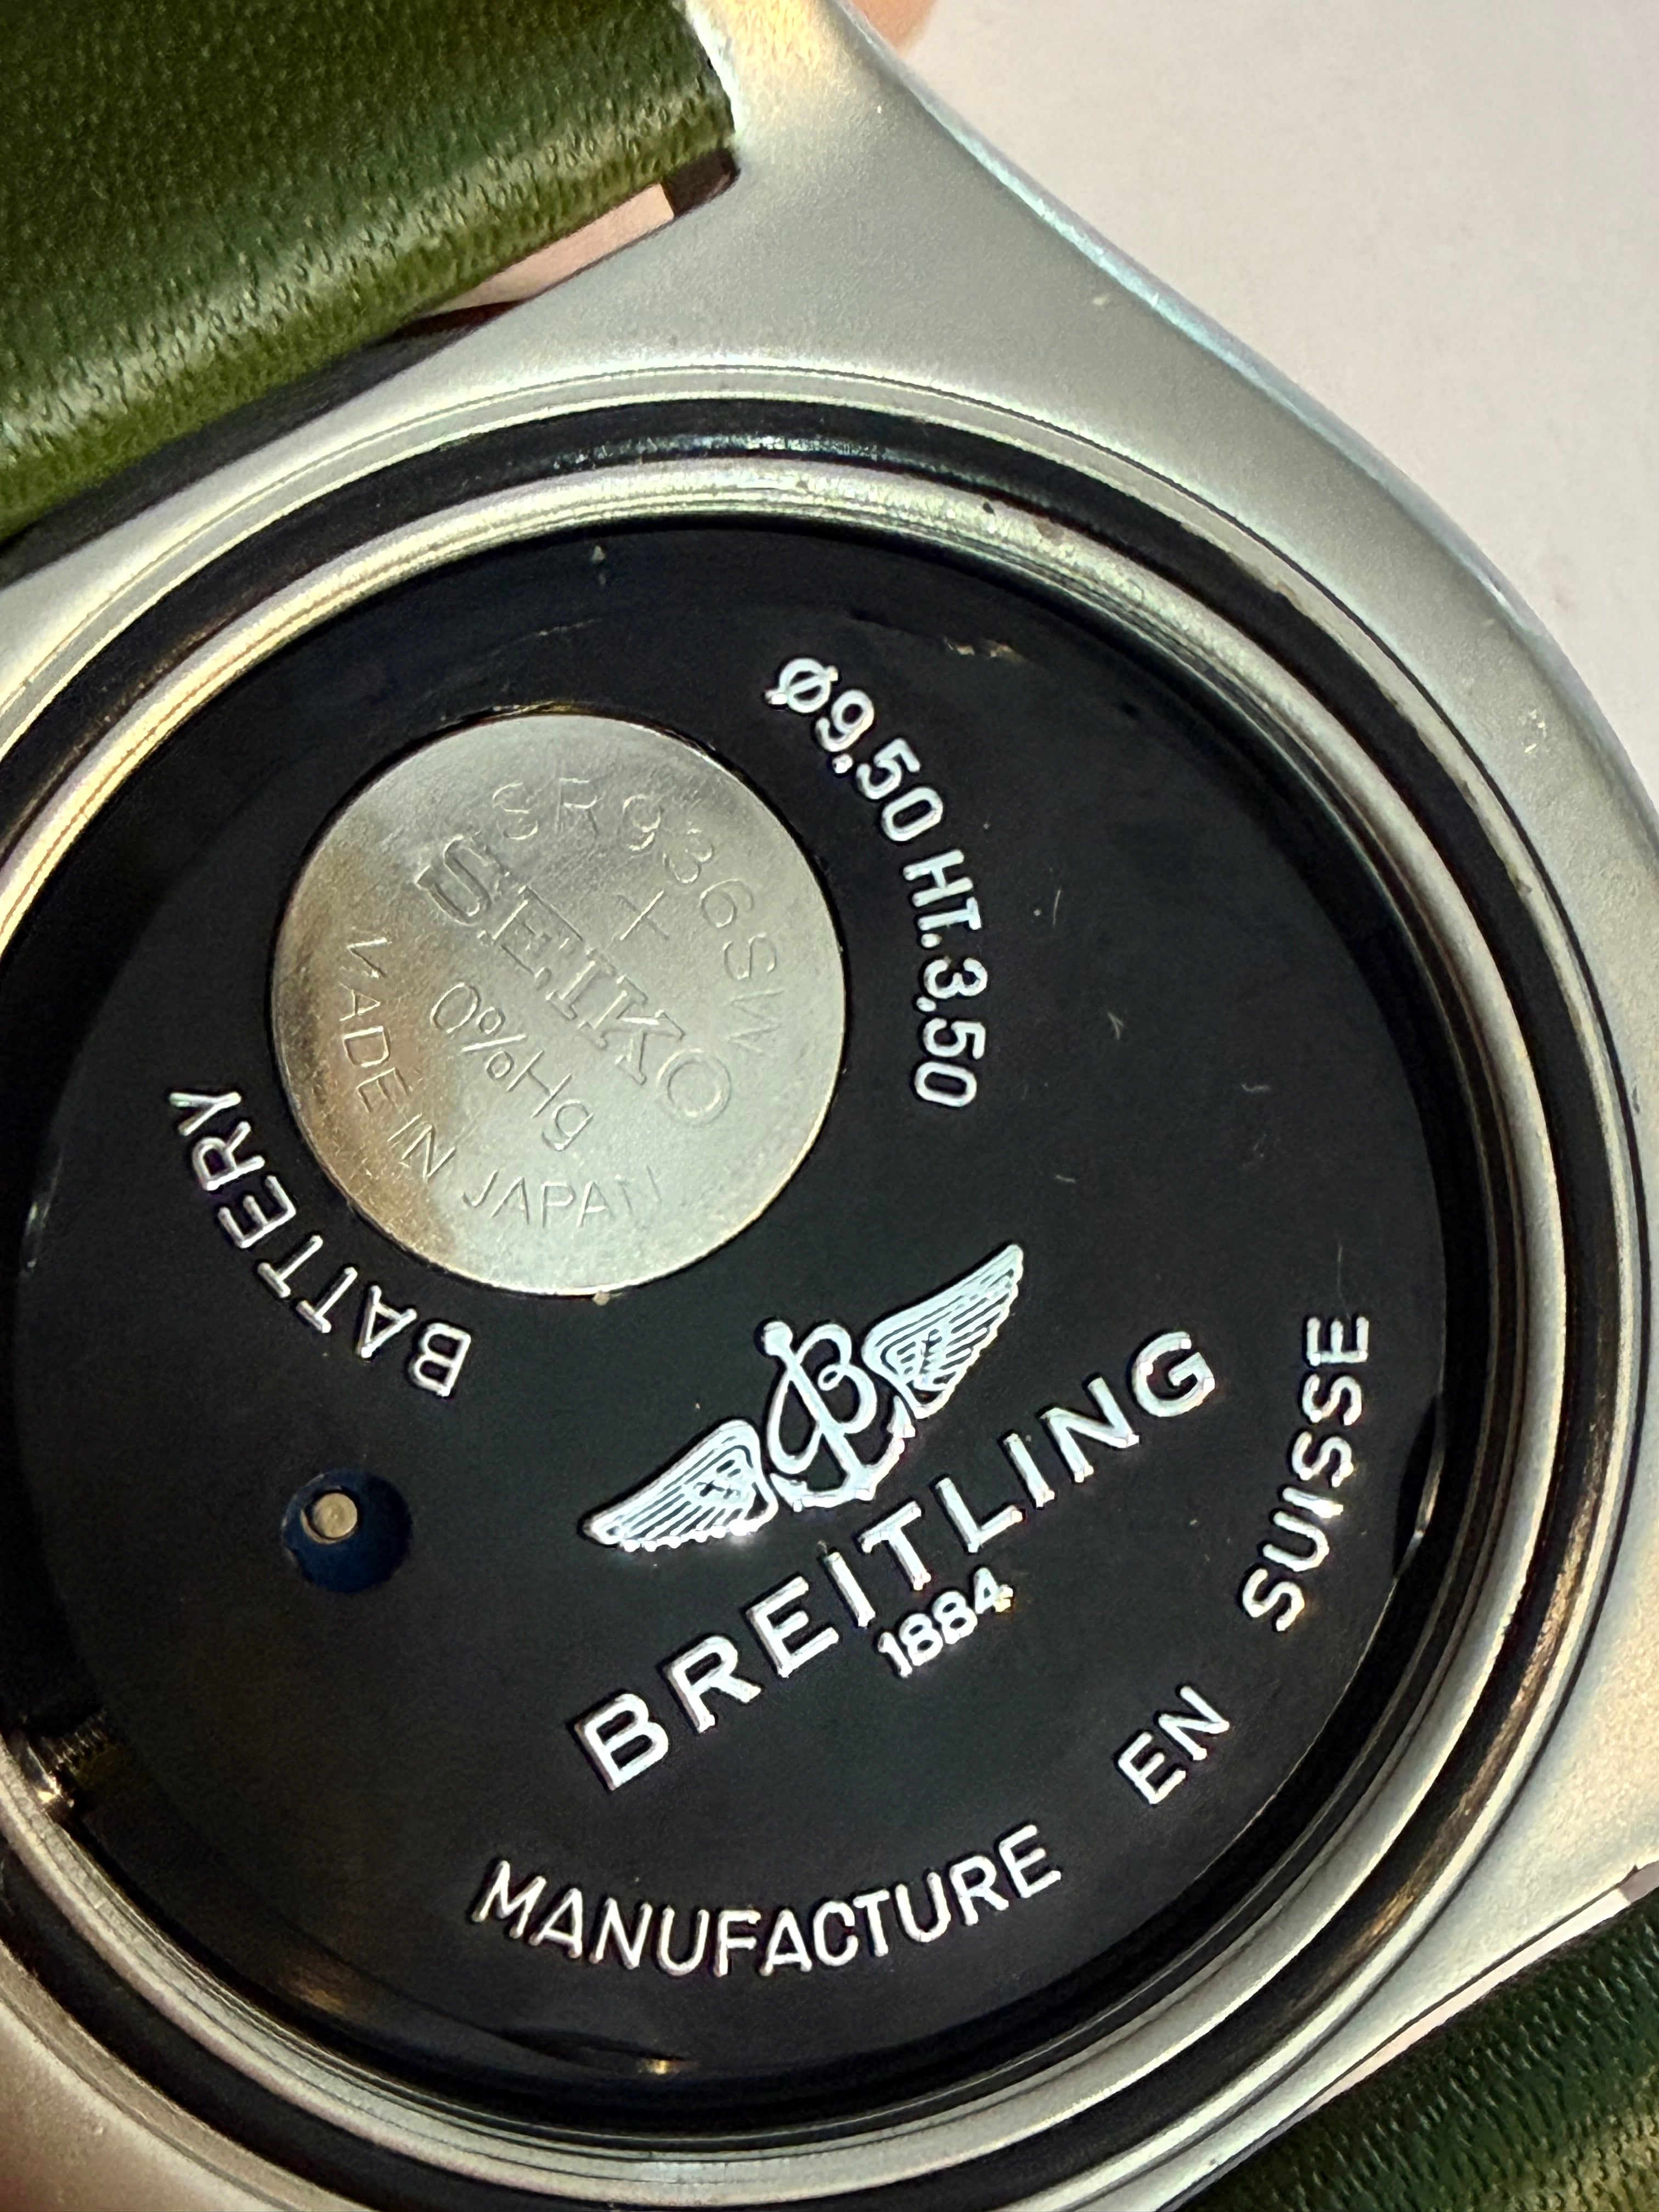 SR936SW
+
SEIKO
0%Hg
MADE IN JAPAN
Ø9.50 HT.3.50
BATTERY
B
BREITLING
1884
MANUFACTURE EN SUISSE